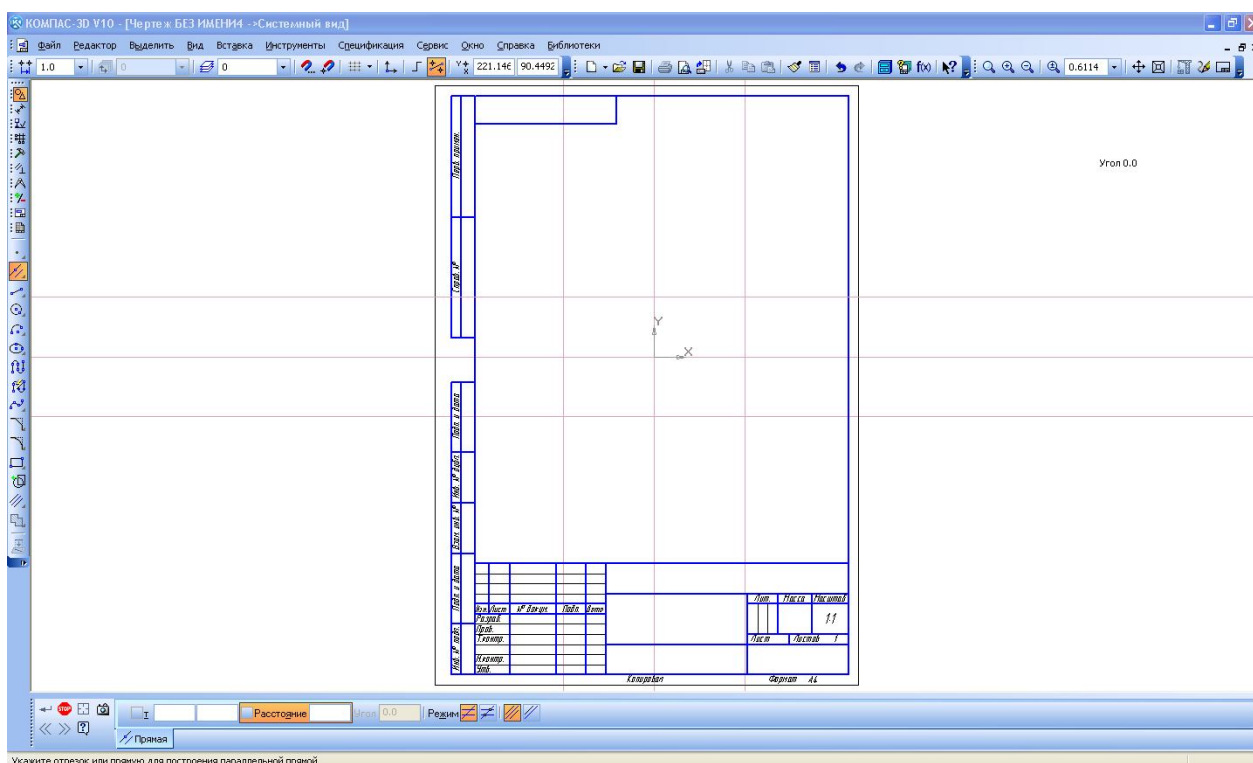 КОМПАС-3D V10 - [Чертеж БЕЗ ИМЕНИ4 ->Системный вид]
Файл Редактор Выделить Вид Вставка Инструменты Спецификация Сервис Окно Справка Библиотеки
1.0 0 0 221.146 90.4492 f(x) 0.6114
Угол 0.0
Перв. примен.
Справ. №
Y
X
Подп. и дата
Инв. № дубл.
Взам. инв. №
Подп. и дата
Инв. № подл.
Лит. Масса Масштаб
Изм. Лист № докум. Подп. Дата
Разраб. 1:1
Пров.
Т.контр. Лист Листов 1
Н.контр.
Утв.
Копировал Формат A4
STOP
Расстояние Угол 0.0 Режим
Прямая
Укажите отрезок или прямую для построения параллельной прямой